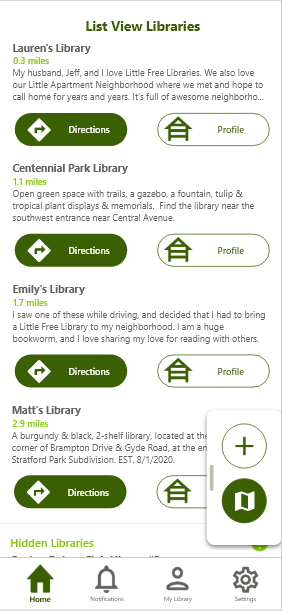 List View Libraries
Lauren's Library
0.3 miles
My husband, Jeff, and I love Little Free Libraries. We also love
our Little Apartment Neighborhood where we met and hope to
call home for years and years. It's full of awesome neighborho...
Directions
Profile
Centennial Park Library
1.1 miles
Open green space with trails, a gazebo, a fountain, tulip &
tropical plant displays & memorials. Find the library near the
southwest entrance near Central Avenue.
Directions
Profile
Emily's Library
1.7 miles
I saw one of these while driving, and decided that I had to bring
a Little Free Library to my neighborhood. I am a huge
bookworm, and I love sharing my love for reading with others.
Directions
Profile
Matt's Library
2.9 miles
A burgundy & black, 2-shelf library, located at the
corner of Brampton Drive & Gyde Road, at the en
Stratford Park Subdivision. EST. 8/1/2020.
Directions
Hidden Libraries
Home
Notifications
My Library
Settings